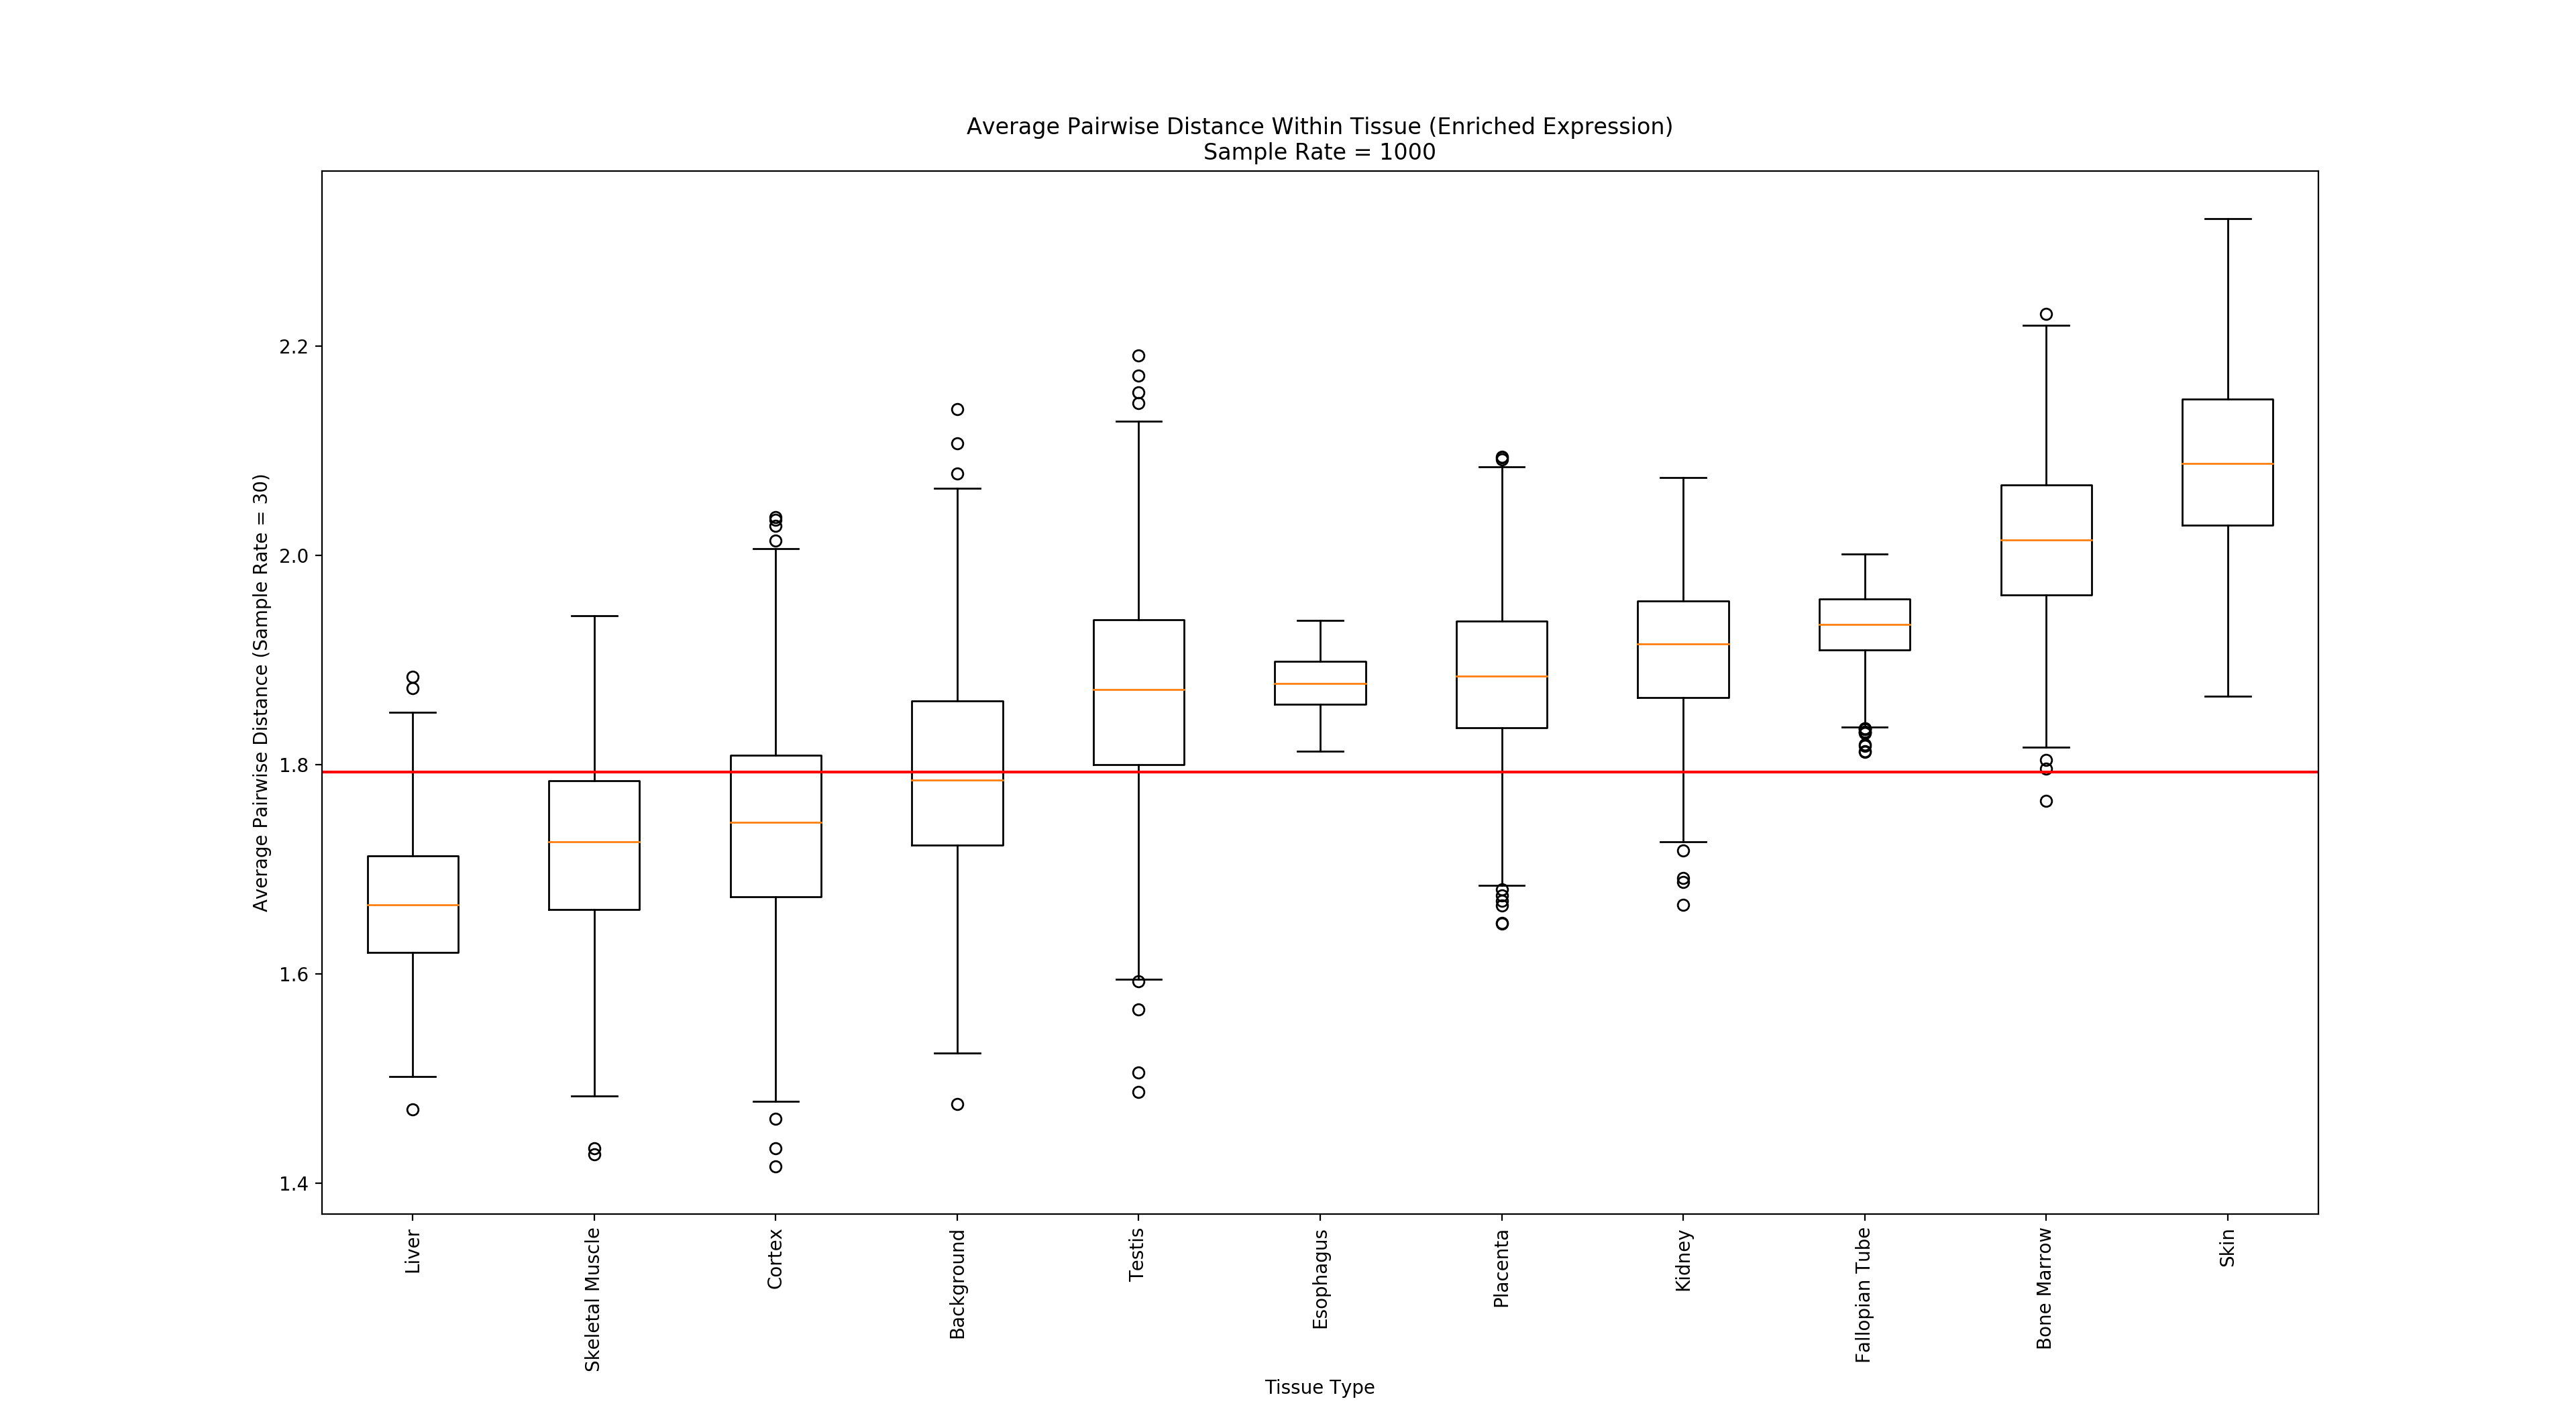 Average Pairwise Distance Within Tissue (Enriched Expression)
Sample Rate = 1000
Average Pairwise Distance (Sample Rate = 30)
2.2
2.0
1.8
1.6
1.4
Liver
Skeletal Muscle
Cortex
Background
Testis
Esophagus
Placenta
Kidney
Fallopian Tube
Bone Marrow
Skin
Tissue Type